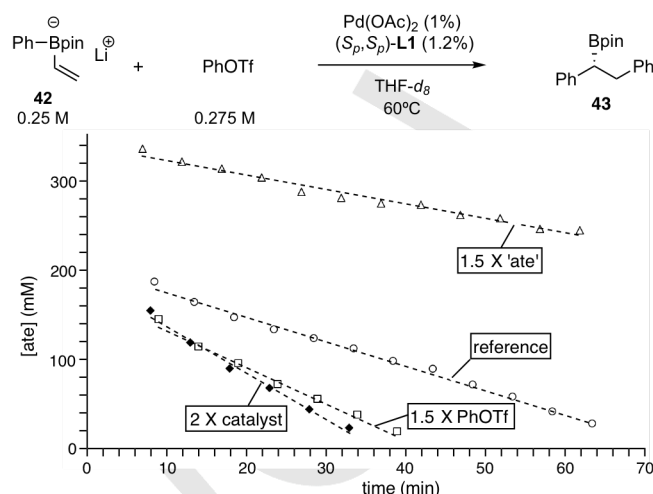 Ph Bpin ⊖
Li⊕
42
0.25 M
+
PhOTf
0.275 M
Pd(OAc)2 (1%)
(Sp,Sp)-L1 (1.2%)
THF-d8
60ºC
Bpin
Ph Ph
43
[ate] (mM)
300
200
100
0
1.5 X 'ate'
reference
2 X catalyst
1.5 X PhOTf
0 10 20 30 40 50 60 70
time (min)